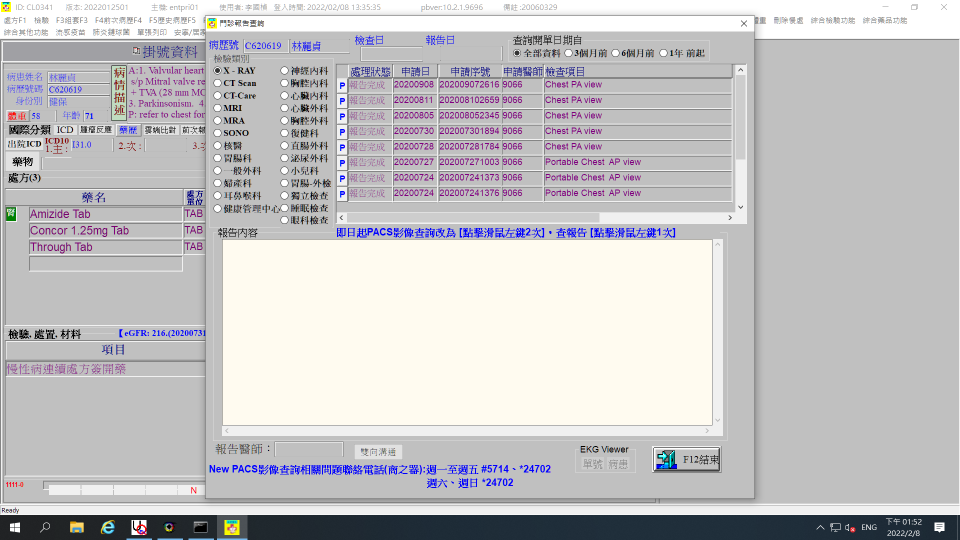 ID: CL0341 版本: 2022012501 主機: entpri01 使用者: 李國楨 登入時間: 2022/02/08 13:35:35 pbver:10.2.1.9696 備註 :20060329
處方F1 檢驗 F3組套F3 F4前次病歷F4 F5歷史病歷F5 刪除餐處 綜合檢驗功能 綜合藥品功能
綜合其他功能 流感疫苗 肺炎鏈球菌 單張列印
掛號資料
病患姓名 林麗貞
病歷號碼 C620619
身份別 健保
體重 58 年齡 71
病情描述
A:1. Valvular heart
s/p Mitral valve re
+ TVA (28 mm MC
3. Parkinsonism. 4
P: refer to chest for
國際分類 ICD 腫瘤反應 藥歷 雲端比對 前次輔
出院ICD ICD10 1.主: I31.0 2.次: 3.次
藥物
處方(3)
藥名 處方單位
腎 Amizide Tab TAB
Concor 1.25mg Tab TAB
Through Tab TAB
檢驗, 處置, 材料 【eGFR: 216.(2020073
項目
慢性病連續處方簽開藥
1111-0 N
Ready
門診報告查詢
病歷號 C620619 林麗貞 檢查日 報告日 查詢開單日期自
全部資料 3個月前 6個月前 1年 前起
檢驗類別
X - RAY 神經內科
CT Scan 胸腔內科
CT-Care 心臟內科
MRI 心臟外科
MRA 胸腔外科
SONO 復健科
核醫 直腸外科
胃腸科 泌尿外科
一般外科 小兒科
婦產科 胃腸-外檢
耳鼻喉科 獨立檢查
健康管理中心 睡眠檢查
眼科檢查
處理狀態 申請日 申請序號 申請醫師 檢查項目
P 報告完成 20200908 202009072616 9066 Chest PA view
P 報告完成 20200811 202008102659 9066 Chest PA view
P 報告完成 20200805 202008052345 9066 Chest PA view
P 報告完成 20200730 202007301894 9066 Chest PA view
P 報告完成 20200728 202007281784 9066 Chest PA view
P 報告完成 20200727 202007271003 9066 Portable Chest AP view
P 報告完成 20200724 202007241373 9066 Portable Chest AP view
P 報告完成 20200724 202007241376 9066 Portable Chest AP view
報告內容 即日起PACS影像查詢改為 [點擊滑鼠左鍵2次]，查報告 [點擊滑鼠左鍵1次]
報告醫師： 雙向溝通 EKG Viewer
單號 病患
F12結束
New PACS影像查詢相關問題聯絡電話(商之器):週一至週五 #5714、*24702
週六、週日 *24702
ENG 下午 01:52
2022/2/8